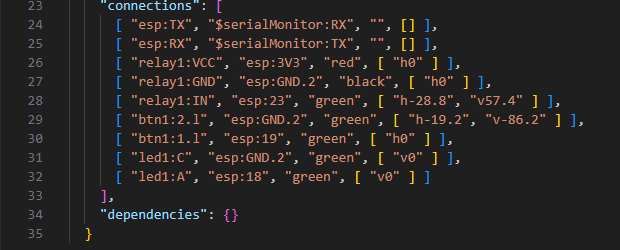 23 "connections": [
24 [ "esp:TX", "$serialMonitor:RX", "", [] ],
25 [ "esp:RX", "$serialMonitor:TX", "", [] ],
26 [ "relay1:VCC", "esp:3V3", "red", [ "h0" ] ],
27 [ "relay1:GND", "esp:GND.2", "black", [ "h0" ] ],
28 [ "relay1:IN", "esp:23", "green", [ "h-28.8", "v57.4" ] ],
29 [ "btn1:2.l", "esp:GND.2", "green", [ "h-19.2", "v-86.2" ] ],
30 [ "btn1:1.l", "esp:19", "green", [ "h0" ] ],
31 [ "led1:C", "esp:GND.2", "green", [ "v0" ] ],
32 [ "led1:A", "esp:18", "green", [ "v0" ] ]
33 ],
34 "dependencies": {}
35 }